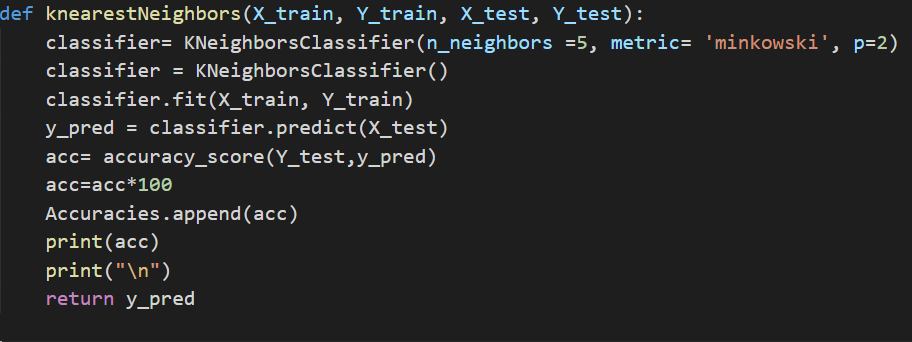 def knearestNeighbors(X_train, Y_train, X_test, Y_test):
    classifier= KNeighborsClassifier(n_neighbors =5, metric= 'minkowski', p=2)
    classifier = KNeighborsClassifier()
    classifier.fit(X_train, Y_train)
    y_pred = classifier.predict(X_test)
    acc= accuracy_score(Y_test,y_pred)
    acc=acc*100
    Accuracies.append(acc)
    print(acc)
    print("\n")
    return y_pred